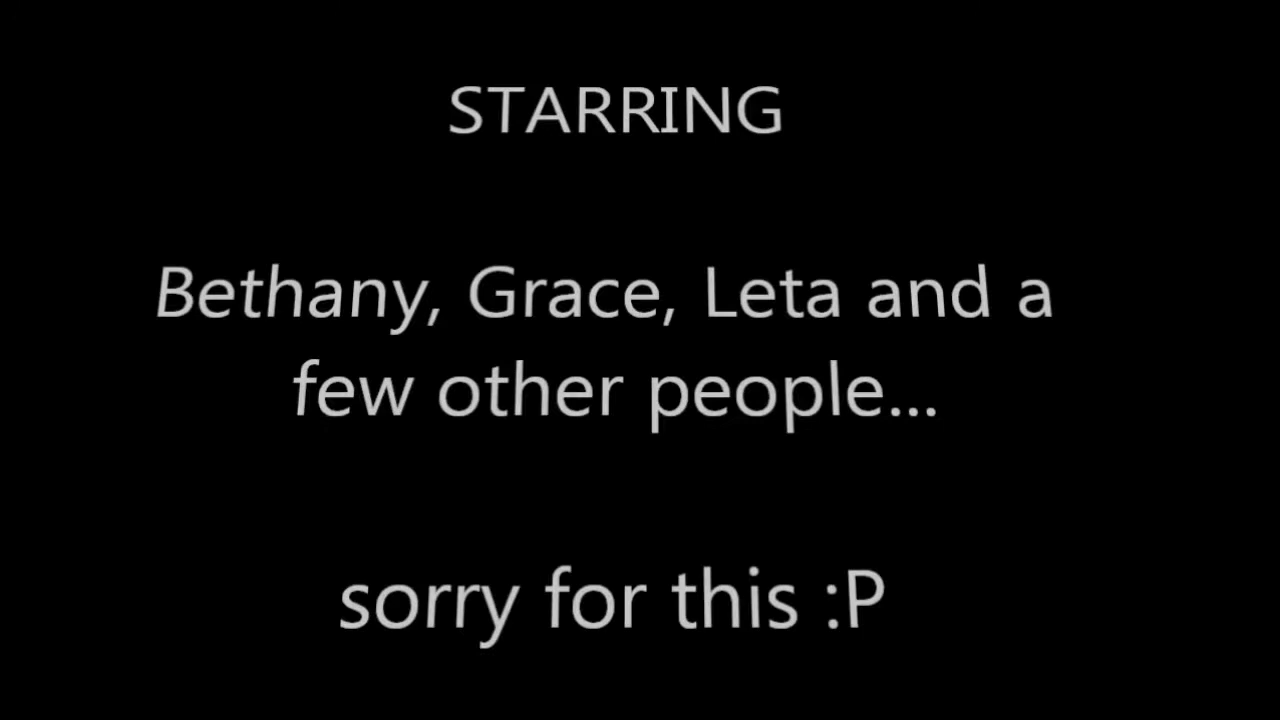 STARRING
Bethany, Grace, Leta and a
few other people...
sorry for this :P